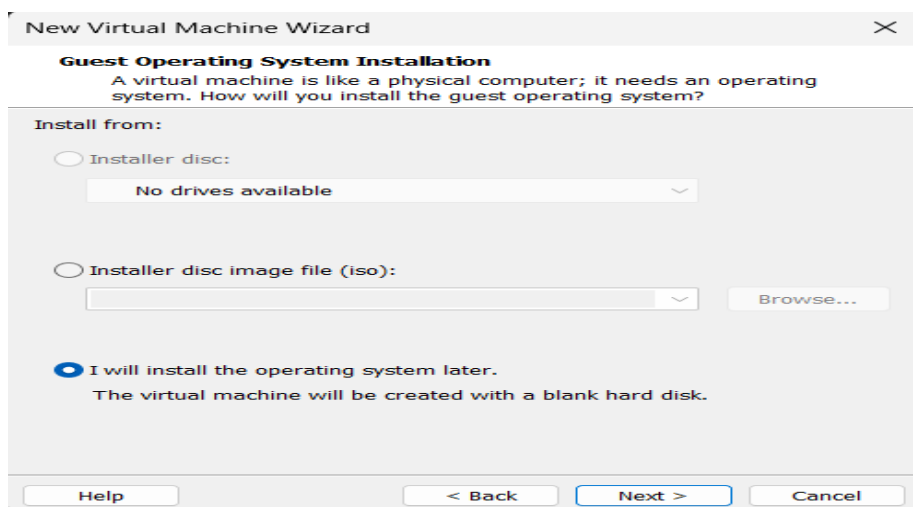 New Virtual Machine Wizard
Guest Operating System Installation
A virtual machine is like a physical computer; it needs an operating
system. How will you install the guest operating system?
Install from:
Installer disc:
No drives available
Installer disc image file (iso):
Browse...
I will install the operating system later.
The virtual machine will be created with a blank hard disk.
Help
< Back
Next >
Cancel